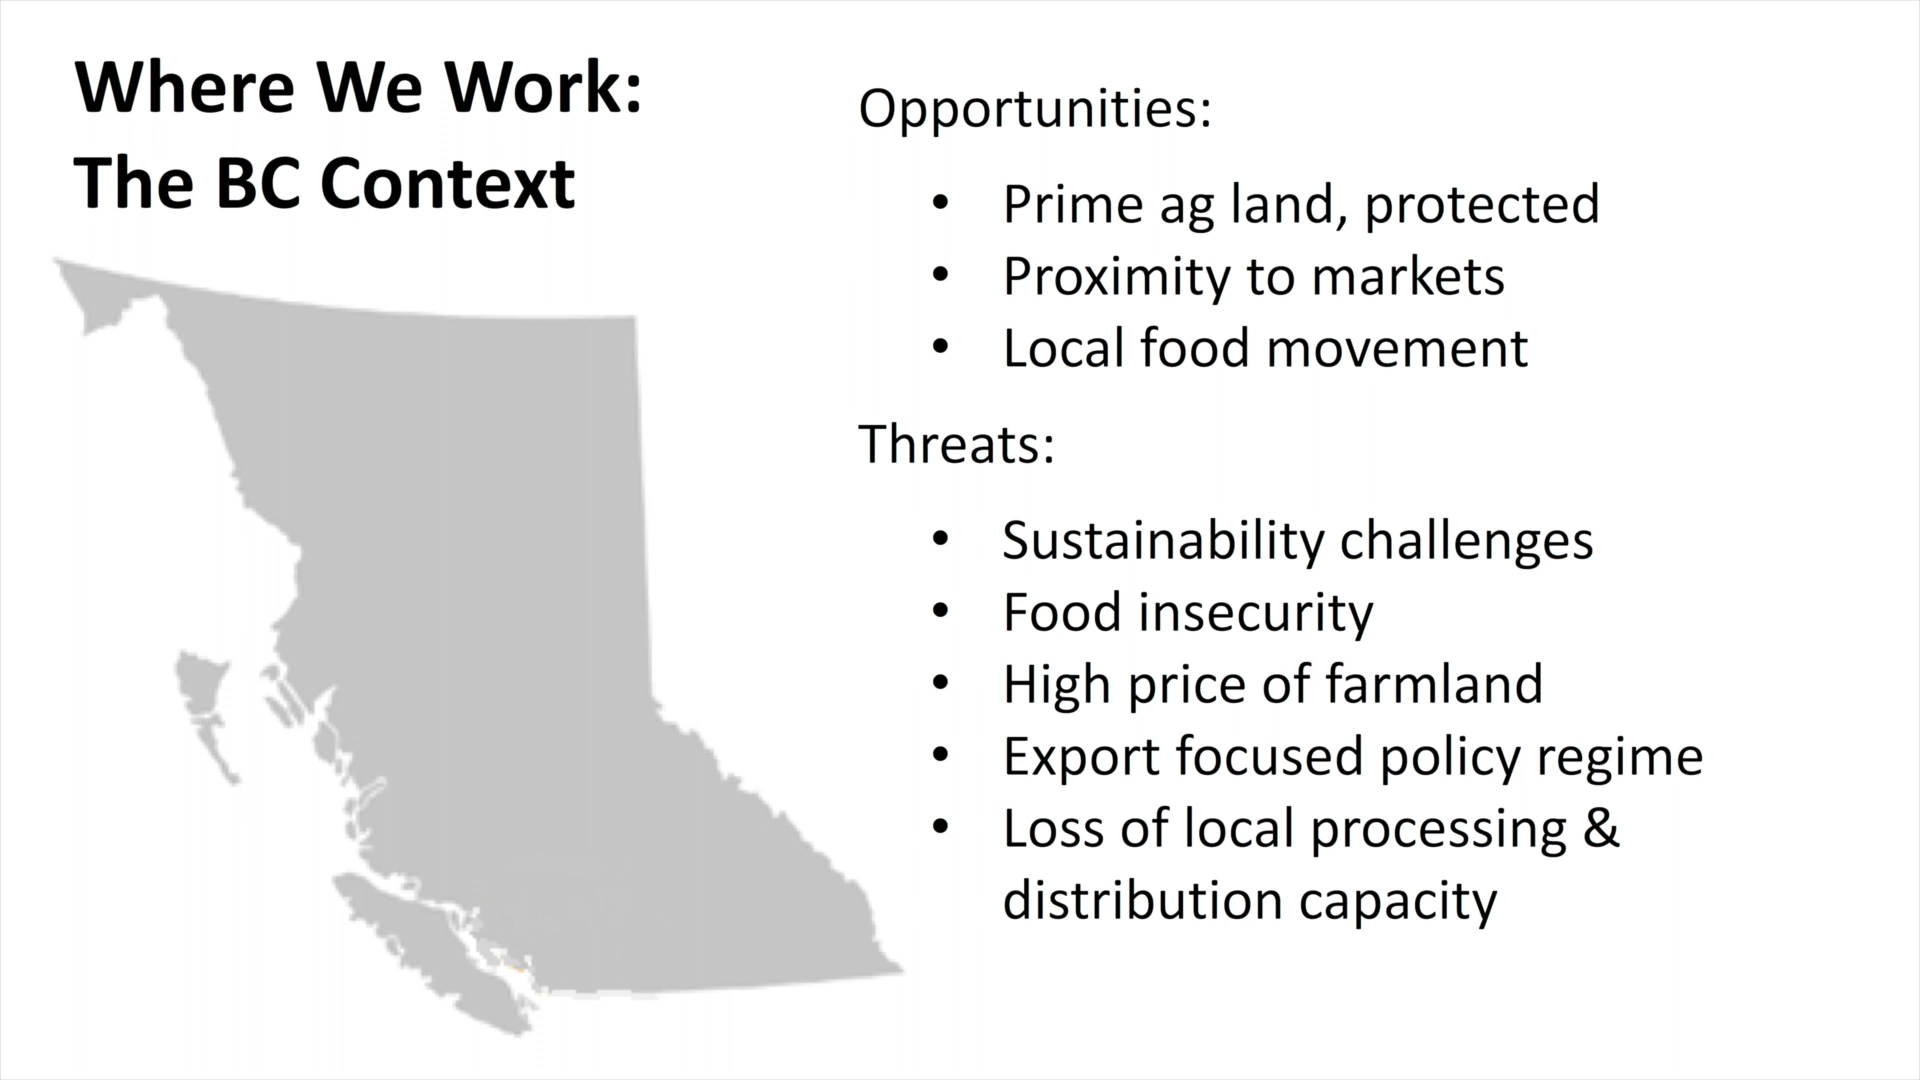 Where We Work:
The BC Context
Opportunities:
• Prime ag land, protected
• Proximity to markets
• Local food movement
Threats:
• Sustainability challenges
• Food insecurity
• High price of farmland
• Export focused policy regime
• Loss of local processing &
distribution capacity